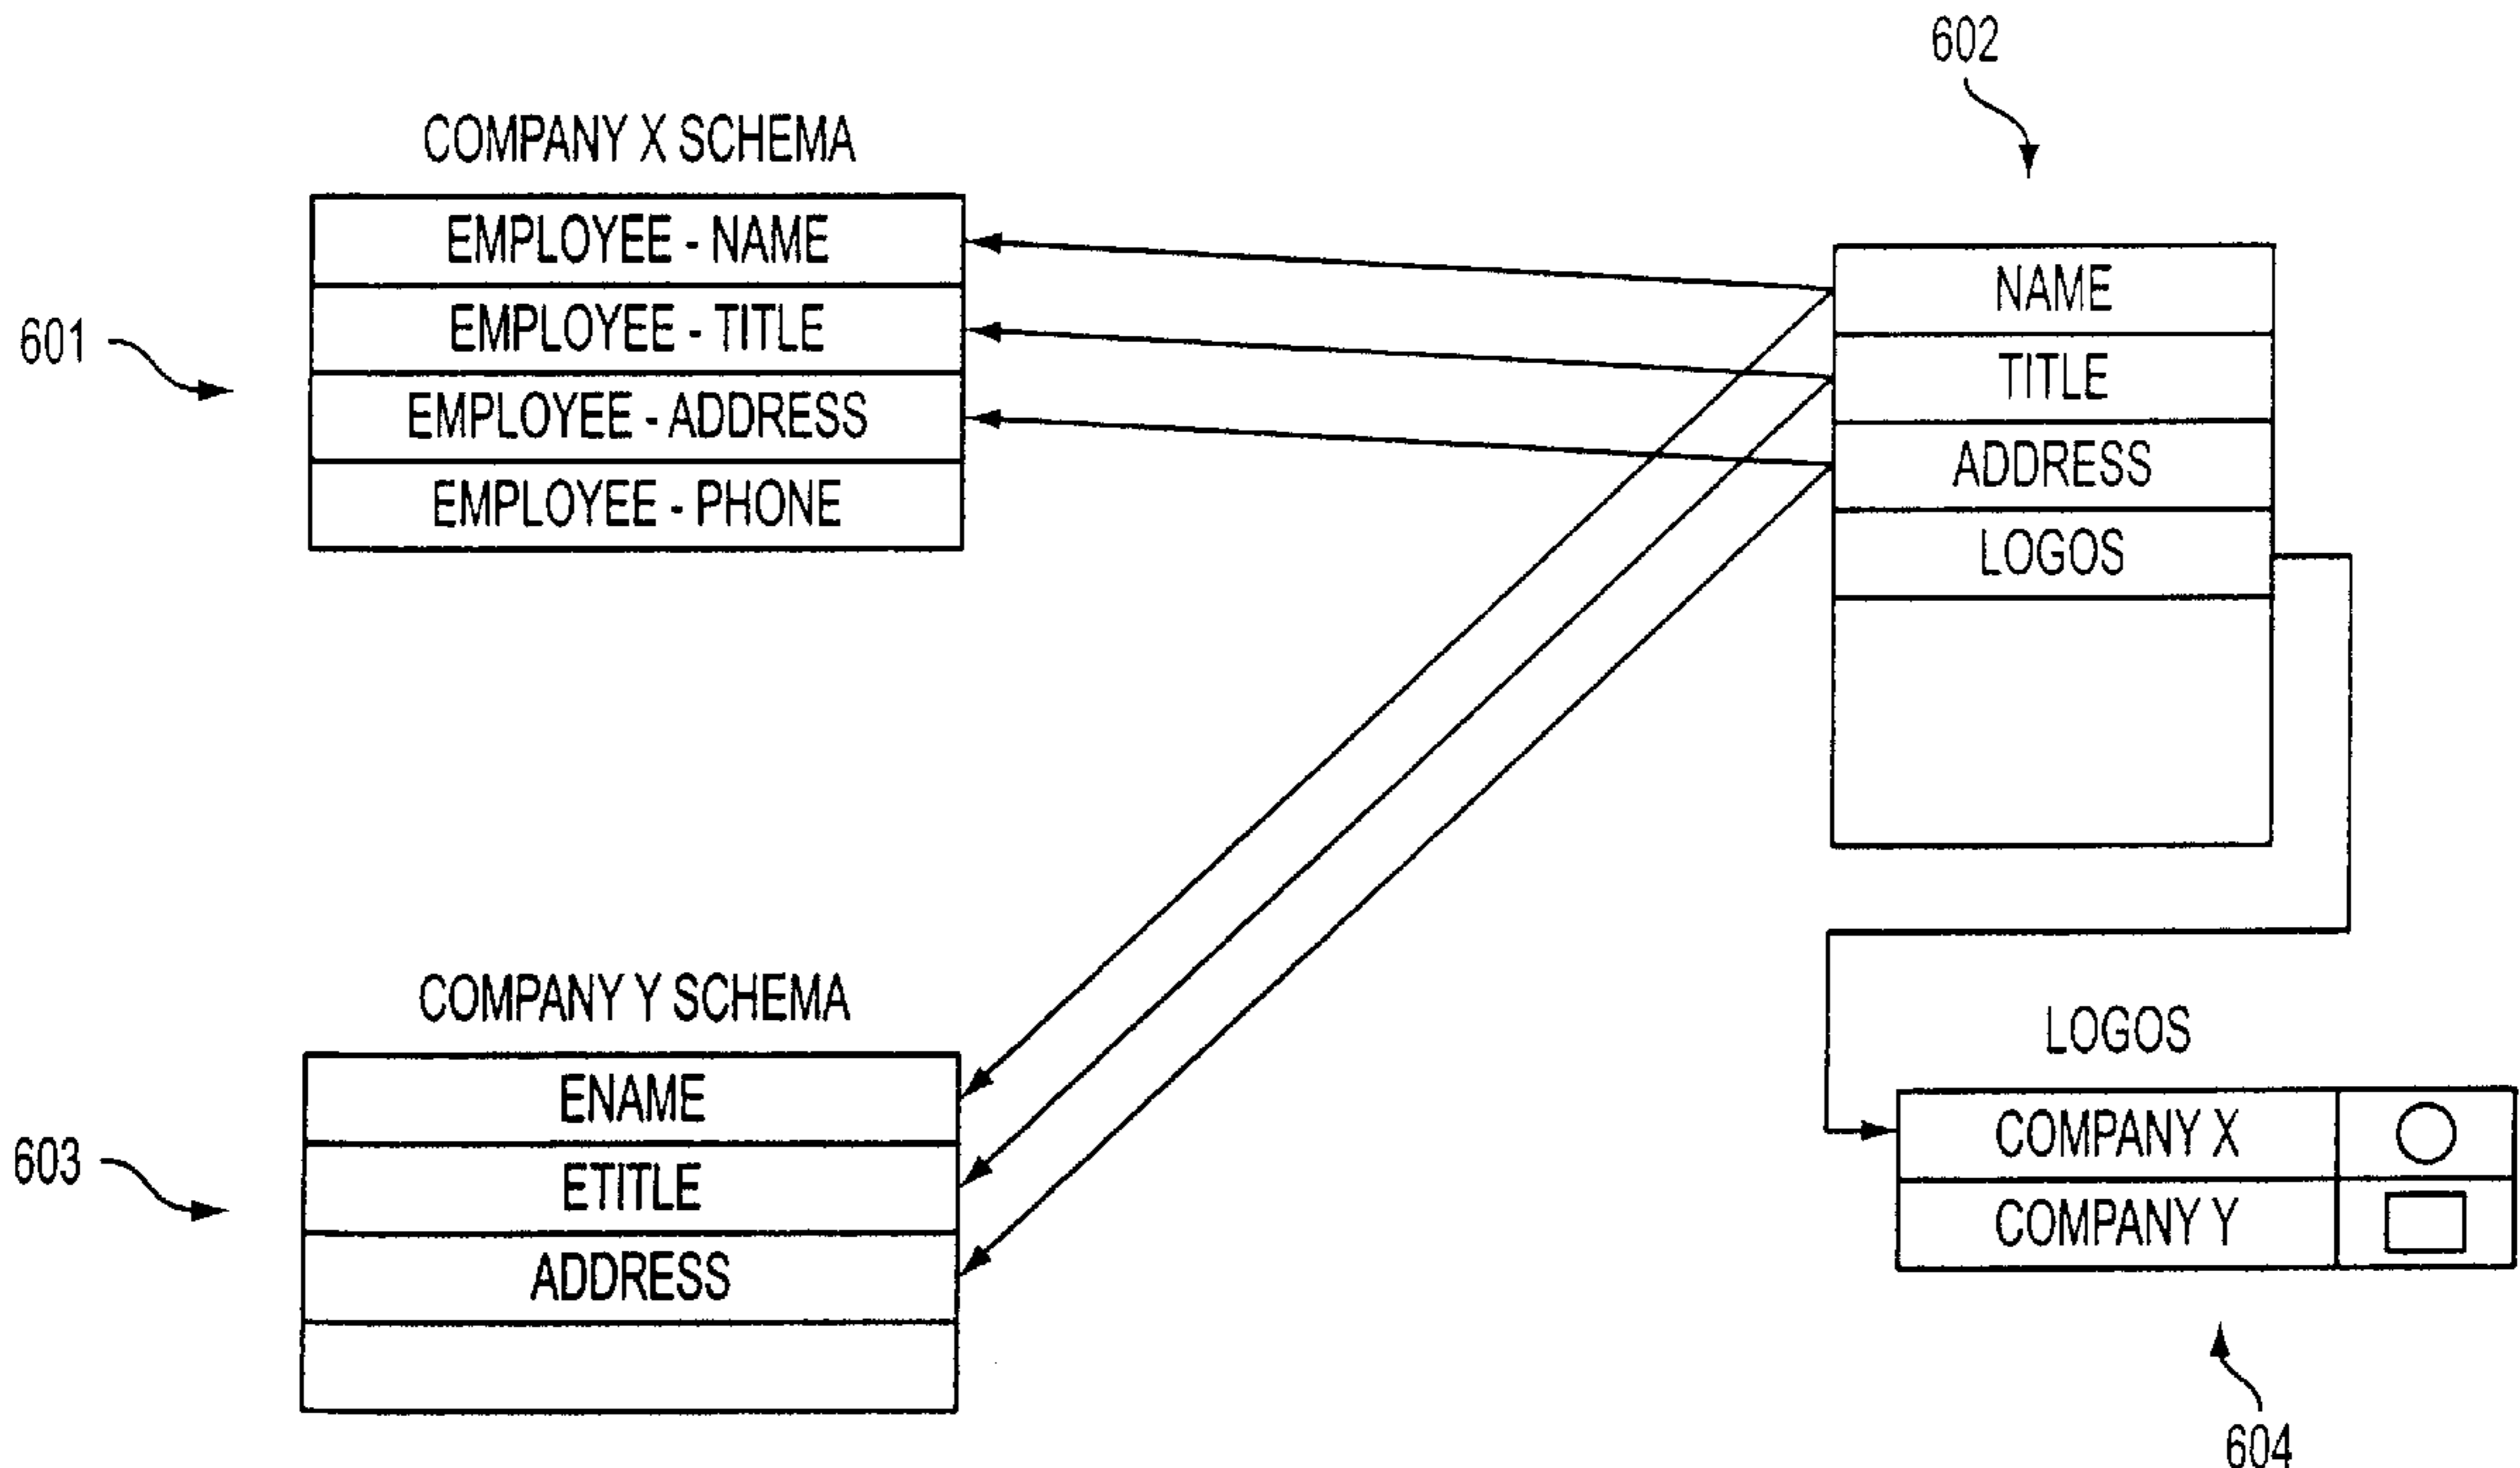 602
COMPANY X SCHEMA
EMPLOYEE - NAME
EMPLOYEE - TITLE
EMPLOYEE - ADDRESS
EMPLOYEE - PHONE
601
NAME
TITLE
ADDRESS
LOGOS
COMPANY Y SCHEMA
ENAME
ETITLE
ADDRESS
603
LOGOS
COMPANY X
COMPANY Y
604